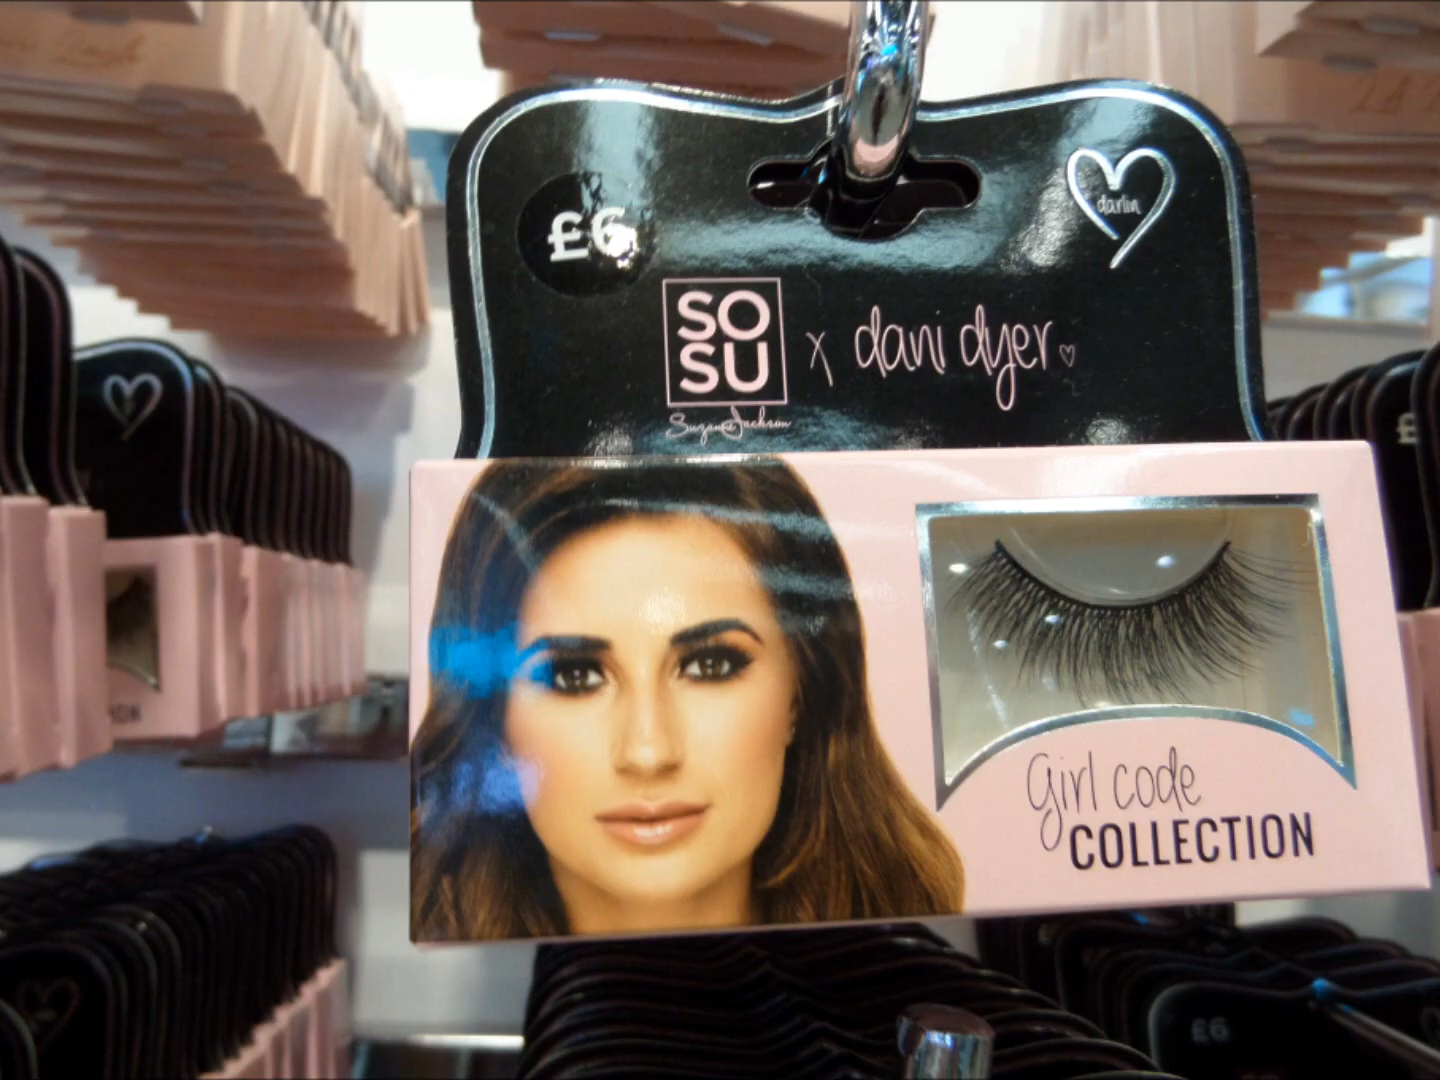 £6
darlin
SO
SU
x dani dyer
Suzanne Jackson
Girl code
COLLECTION
£6